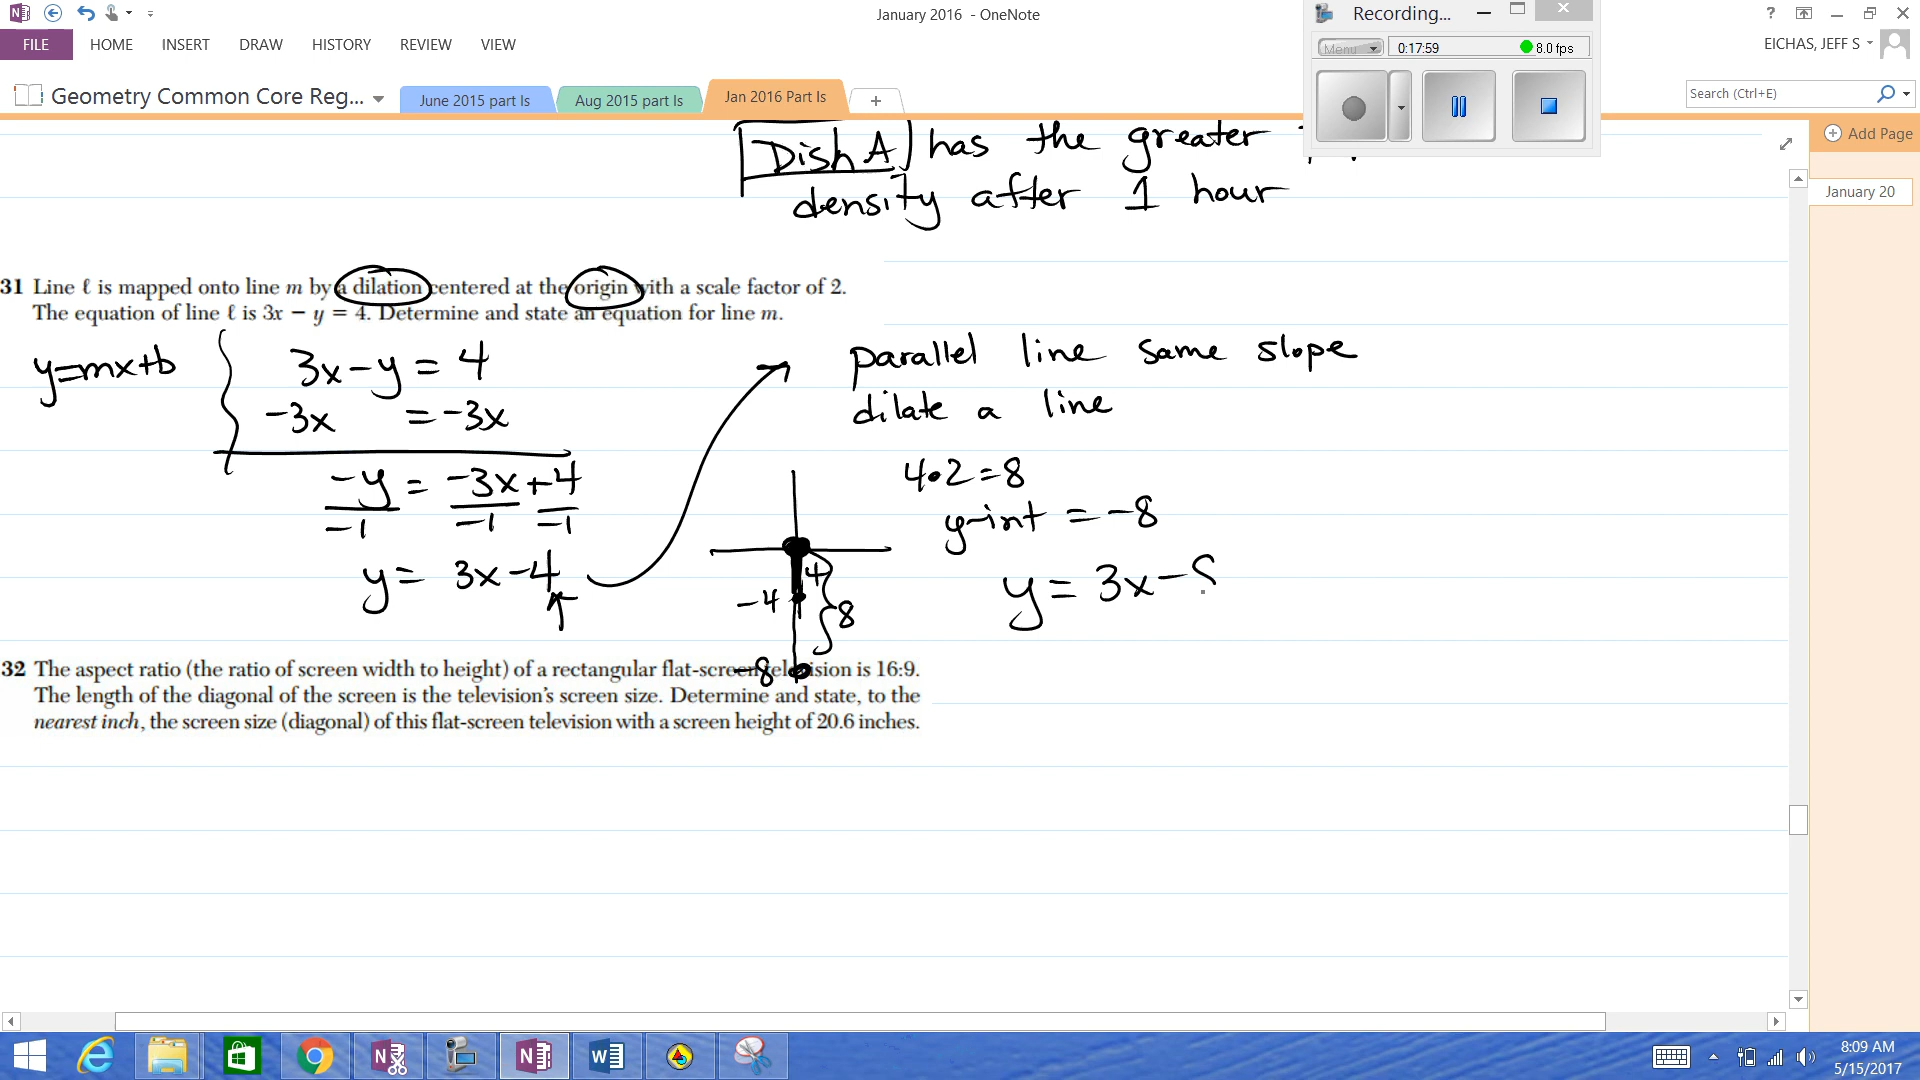 January 2016 - OneNote
FILE HOME INSERT DRAW HISTORY REVIEW VIEW
EICHAS, JEFF S
Recording...
Menu 0:17:59 8.0 fps
Geometry Common Core Reg...
June 2015 part Is
Aug 2015 part Is
Jan 2016 Part Is
Search (Ctrl+E)
Add Page
January 20
Dish A has the greater
density after 1 hour
31 Line ℓ is mapped onto line m by a dilation centered at the origin with a scale factor of 2.
The equation of line ℓ is 3x − y = 4. Determine and state an equation for line m.
y=mx+b
3x-y = 4
-3x = -3x
-y = -3x+4
-1 -1 -1
y = 3x-4
parallel line same slope
dilate a line
4•2=8
y-int = -8
y = 3x-8
4
-4
8
-8
32 The aspect ratio (the ratio of screen width to height) of a rectangular flat-screen television is 16:9.
The length of the diagonal of the screen is the television's screen size. Determine and state, to the
nearest inch, the screen size (diagonal) of this flat-screen television with a screen height of 20.6 inches.
8:09 AM
5/15/2017